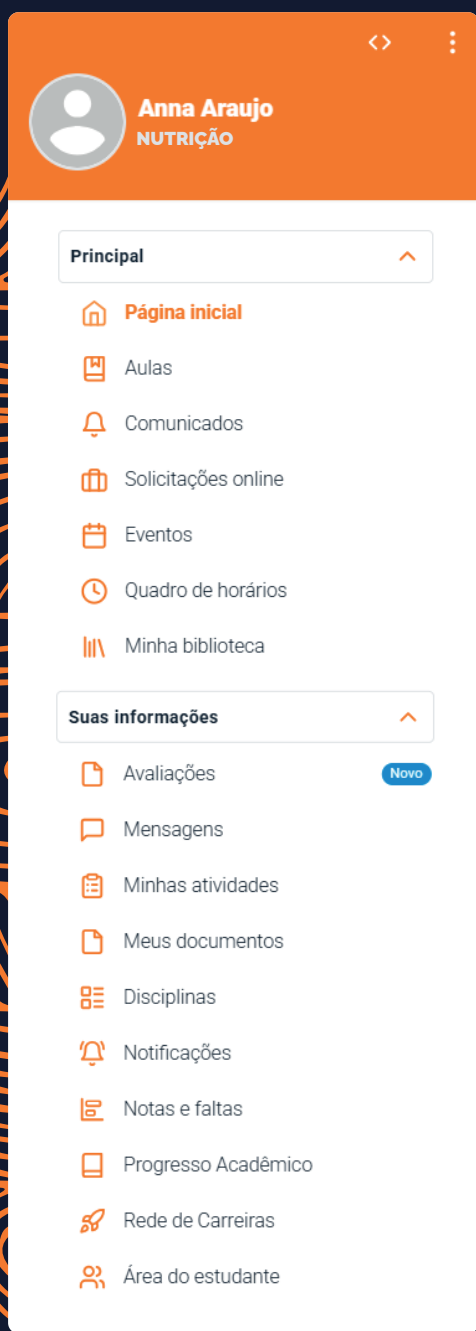 Anna Araujo
NUTRIÇÃO
Principal
Página inicial
Aulas
Comunicados
Solicitações online
Eventos
Quadro de horários
Minha biblioteca
Suas informações
Avaliações Novo
Mensagens
Minhas atividades
Meus documentos
Disciplinas
Notificações
Notas e faltas
Progresso Acadêmico
Rede de Carreiras
Área do estudante